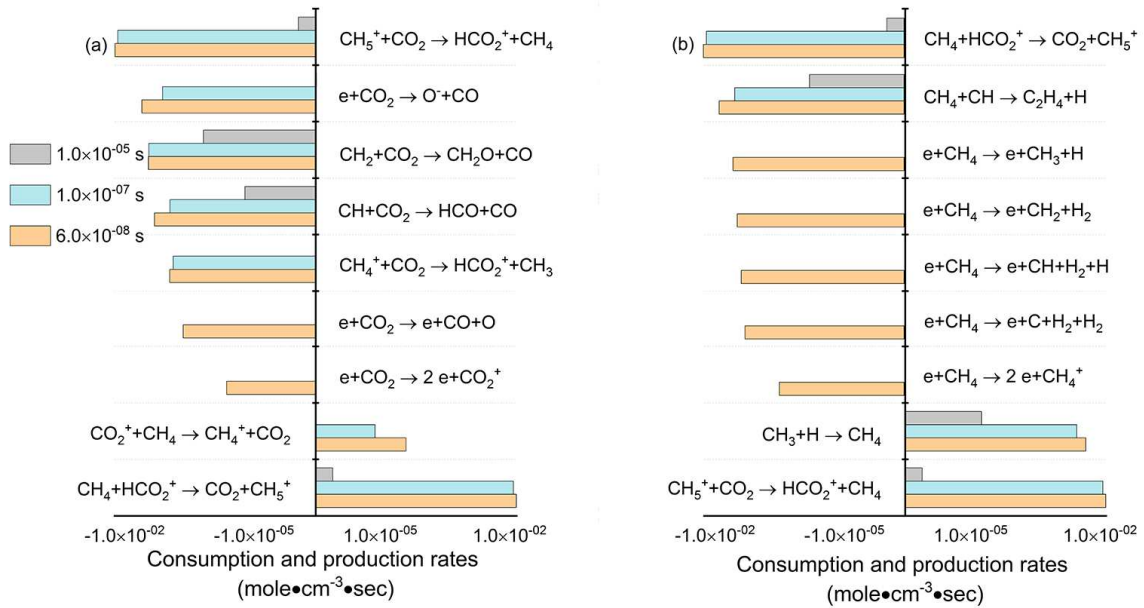 (a)
CH₅⁺+CO₂ → HCO₂⁺+CH₄
e+CO₂ → O⁻+CO
CH₂+CO₂ → CH₂O+CO
CH+CO₂ → HCO+CO
CH₄⁺+CO₂ → HCO₂⁺+CH₃
e+CO₂ → e+CO+O
e+CO₂ → 2 e+CO₂⁺
CO₂⁺+CH₄ → CH₄⁺+CO₂
CH₄+HCO₂⁺ → CO₂+CH₅⁺
1.0×10⁻⁰⁵ s
1.0×10⁻⁰⁷ s
6.0×10⁻⁰⁸ s
-1.0×10⁻⁰² -1.0×10⁻⁰⁵ 1.0×10⁻⁰⁵ 1.0×10⁻⁰²
Consumption and production rates
(mole•cm⁻³•sec)
(b)
CH₄+HCO₂⁺ → CO₂+CH₅⁺
CH₄+CH → C₂H₄+H
e+CH₄ → e+CH₃+H
e+CH₄ → e+CH₂+H₂
e+CH₄ → e+CH+H₂+H
e+CH₄ → e+C+H₂+H₂
e+CH₄ → 2 e+CH₄⁺
CH₃+H → CH₄
CH₅⁺+CO₂ → HCO₂⁺+CH₄
-1.0×10⁻⁰² -1.0×10⁻⁰⁵ 1.0×10⁻⁰⁵ 1.0×10⁻⁰²
Consumption and production rates
(mole•cm⁻³•sec)